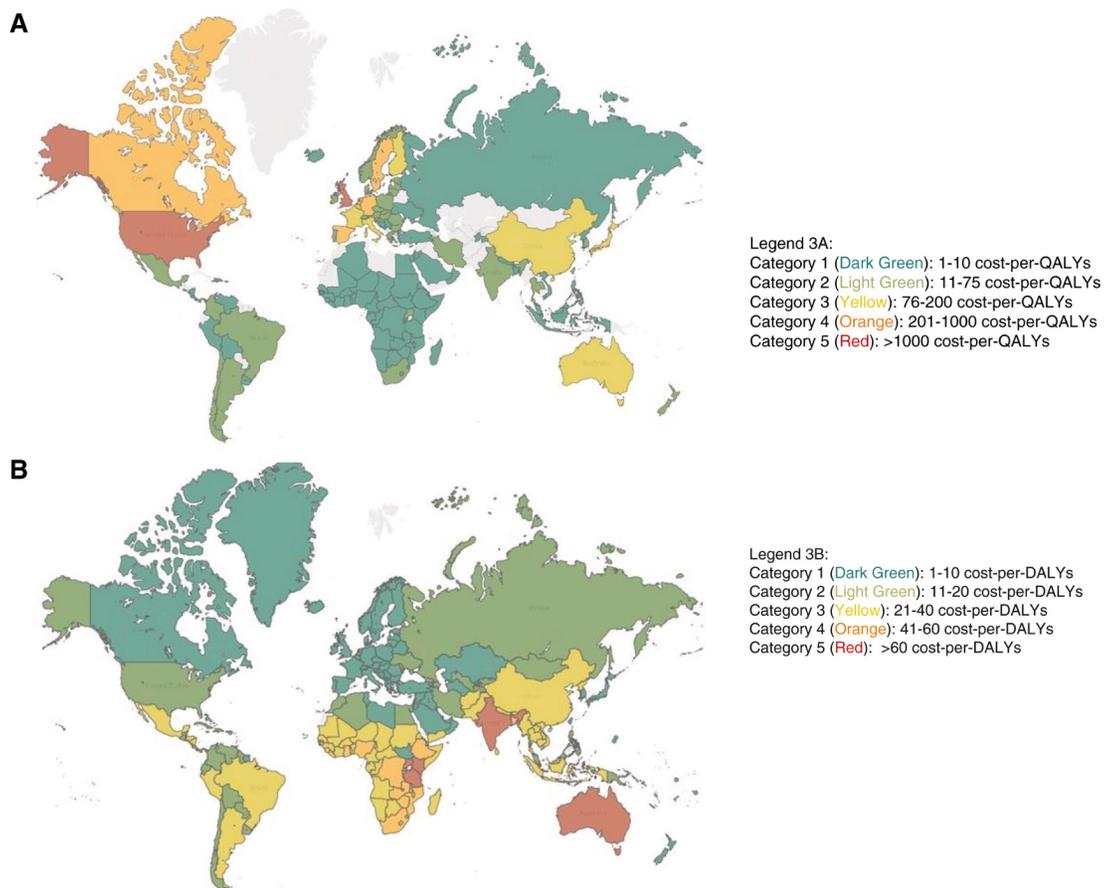 A
Legend 3A:
Category 1 (Dark Green): 1-10 cost-per-QALYs
Category 2 (Light Green): 11-75 cost-per-QALYs
Category 3 (Yellow): 76-200 cost-per-QALYs
Category 4 (Orange): 201-1000 cost-per-QALYs
Category 5 (Red): >1000 cost-per-QALYs
B
Legend 3B:
Category 1 (Dark Green): 1-10 cost-per-DALYs
Category 2 (Light Green): 11-20 cost-per-DALYs
Category 3 (Yellow): 21-40 cost-per-DALYs
Category 4 (Orange): 41-60 cost-per-DALYs
Category 5 (Red): >60 cost-per-DALYs